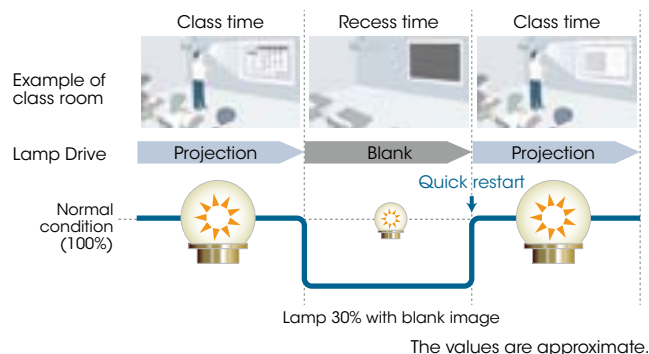 Class time
Recess time
Class time
Example of
class room
Lamp Drive
Projection
Blank
Projection
Quick restart
Normal
condition
(100%)
Lamp 30% with blank image
The values are approximate.